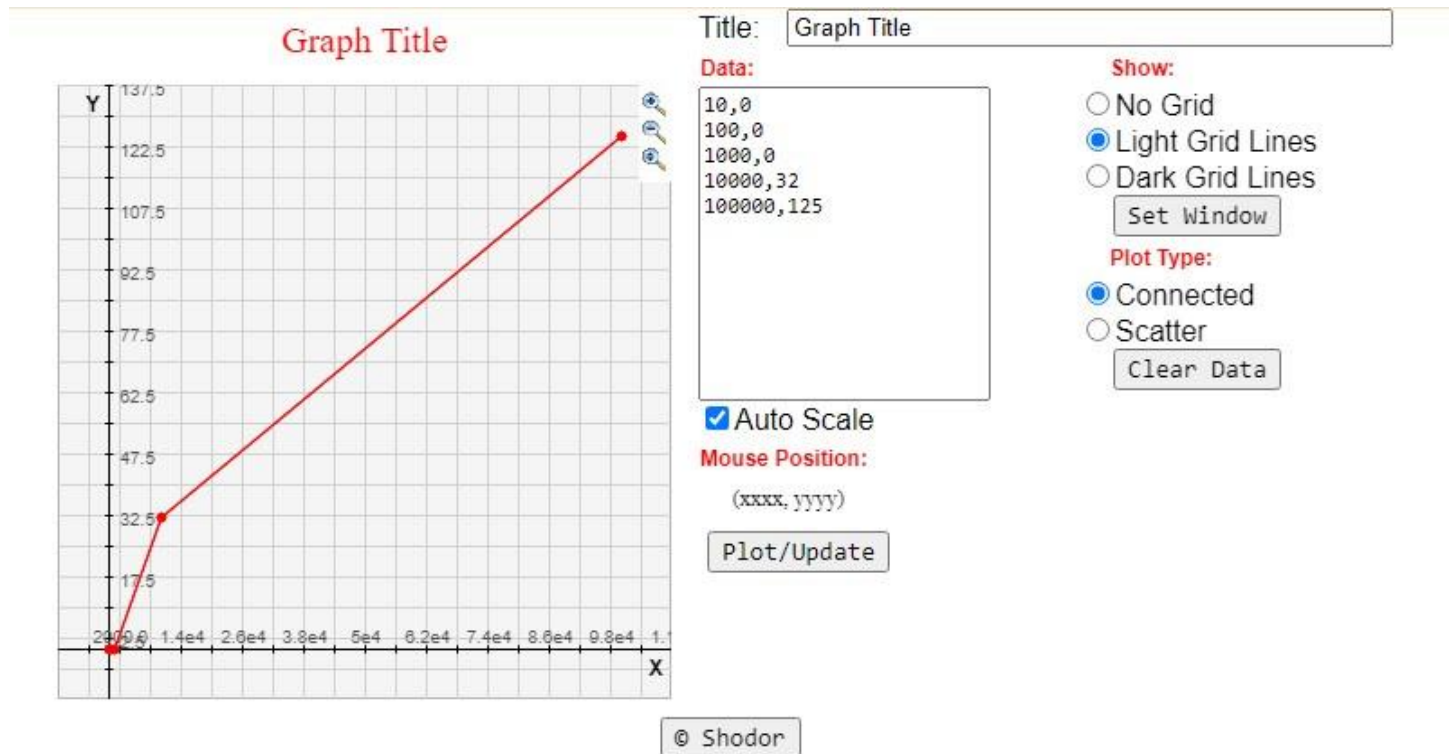 Graph Title
Y
137.5
122.5
107.5
92.5
77.5
62.5
47.5
32.5
17.5
2.5
1.4e4 2.6e4 3.8e4 5e4 6.2e4 7.4e4 8.6e4 9.8e4
X
Title: Graph Title
Data:
10,0
100,0
1000,0
10000,32
100000,125
Auto Scale
Mouse Position:
(xxxx, yyyy)
Plot/Update
Show:
No Grid
Light Grid Lines
Dark Grid Lines
Set Window
Plot Type:
Connected
Scatter
Clear Data
© Shodor